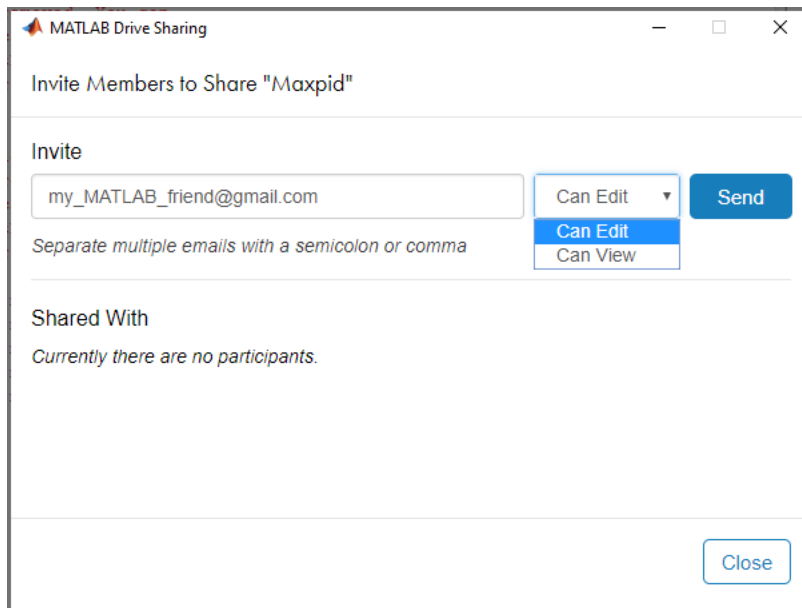 MATLAB Drive Sharing
Invite Members to Share "Maxpid"
Invite
my_MATLAB_friend@gmail.com
Can Edit
Send
Can Edit
Can View
Separate multiple emails with a semicolon or comma
Shared With
Currently there are no participants.
Close